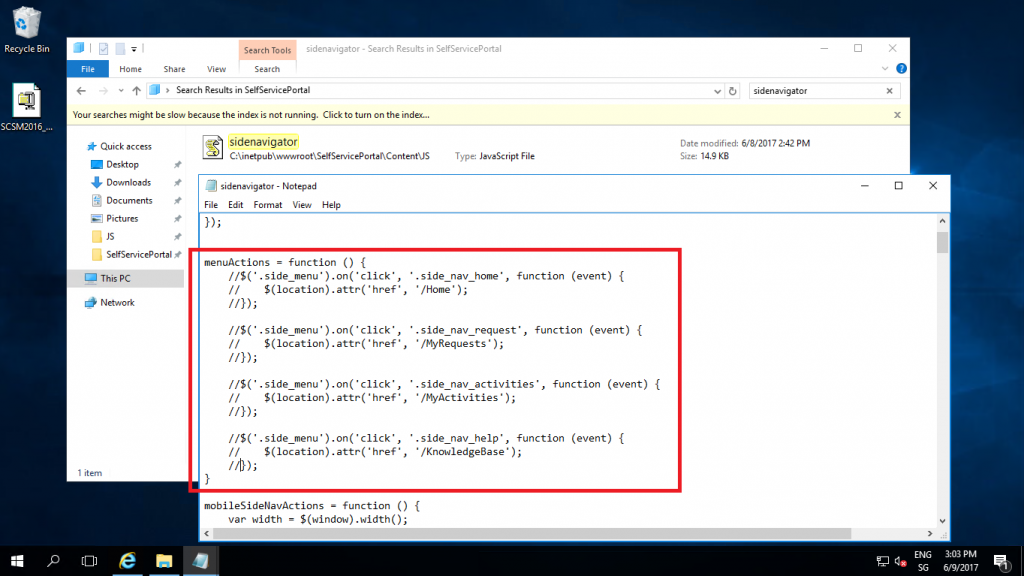 Recycle Bin
SCSM2016_...
Search Tools
sidenavigator - Search Results in SelfServicePortal
File Home Share View Search
Search Results in SelfServicePortal
sidenavigator
Your searches might be slow because the index is not running. Click to turn on the index...
Quick access
Desktop
Downloads
Documents
Pictures
JS
SelfServicePortal
This PC
Network
1 item
sidenavigator
C:\inetpub\wwwroot\SelfServicePortal\Content\JS
Type: JavaScript File
Date modified: 6/8/2017 2:42 PM
Size: 14.9 KB
sidenavigator - Notepad
File Edit Format View Help
});
menuActions = function () {
//$('.side_menu').on('click', '.side_nav_home', function (event) {
// $(location).attr('href', '/Home');
//});
//$('.side_menu').on('click', '.side_nav_request', function (event) {
// $(location).attr('href', '/MyRequests');
//});
//$('.side_menu').on('click', '.side_nav_activities', function (event) {
// $(location).attr('href', '/MyActivities');
//});
//$('.side_menu').on('click', '.side_nav_help', function (event) {
// $(location).attr('href', '/KnowledgeBase');
//});
}
mobileSideNavActions = function () {
var width = $(window).width();
ENG
SG
3:03 PM
6/9/2017
1